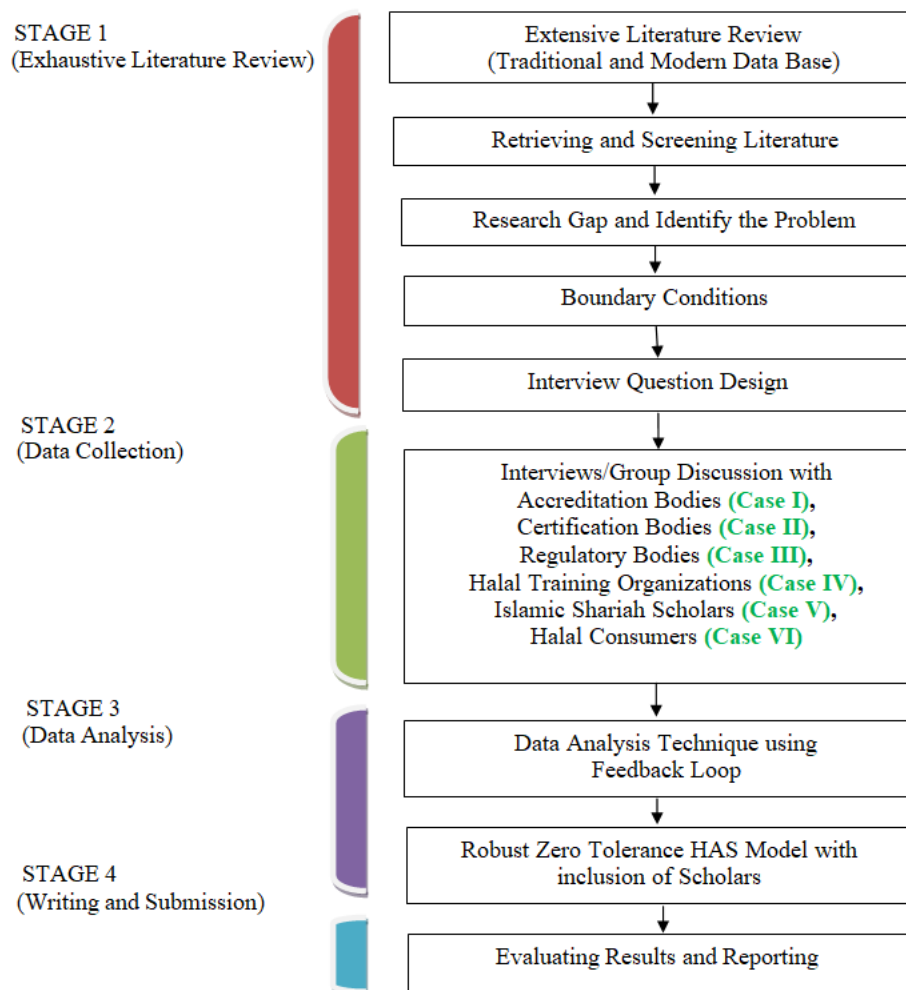 STAGE 1
(Exhaustive Literature Review)
Extensive Literature Review
(Traditional and Modern Data Base)
Retrieving and Screening Literature
Research Gap and Identify the Problem
Boundary Conditions
Interview Question Design
STAGE 2
(Data Collection)
Interviews/Group Discussion with
Accreditation Bodies (Case I),
Certification Bodies (Case II),
Regulatory Bodies (Case III),
Halal Training Organizations (Case IV),
Islamic Shariah Scholars (Case V),
Halal Consumers (Case VI)
STAGE 3
(Data Analysis)
Data Analysis Technique using
Feedback Loop
Robust Zero Tolerance HAS Model with
inclusion of Scholars
STAGE 4
(Writing and Submission)
Evaluating Results and Reporting